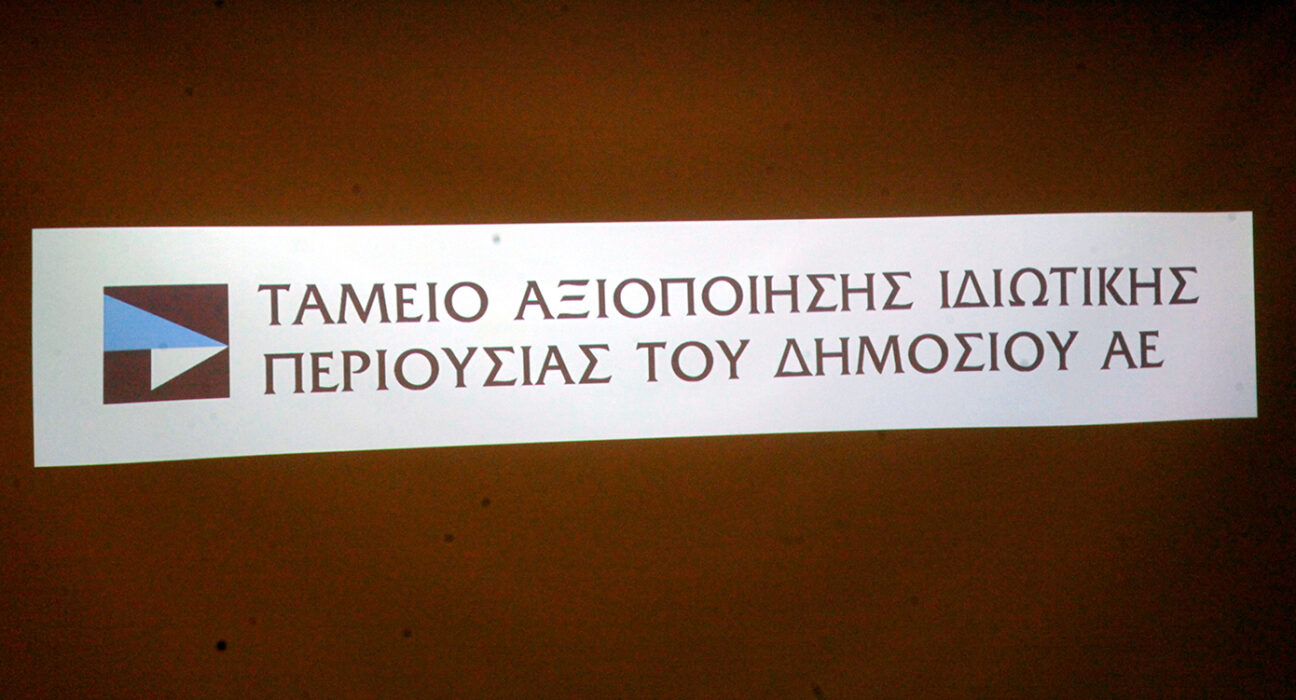 ΤΑΜΕΙΟ ΑΞΙΟΠΟΙΗΣΗΣ ΙΔΙΩΤΙΚΗΣ
ΠΕΡΙΟΥΣΙΑΣ ΤΟΥ ΔΗΜΟΣΙΟΥ ΑΕ